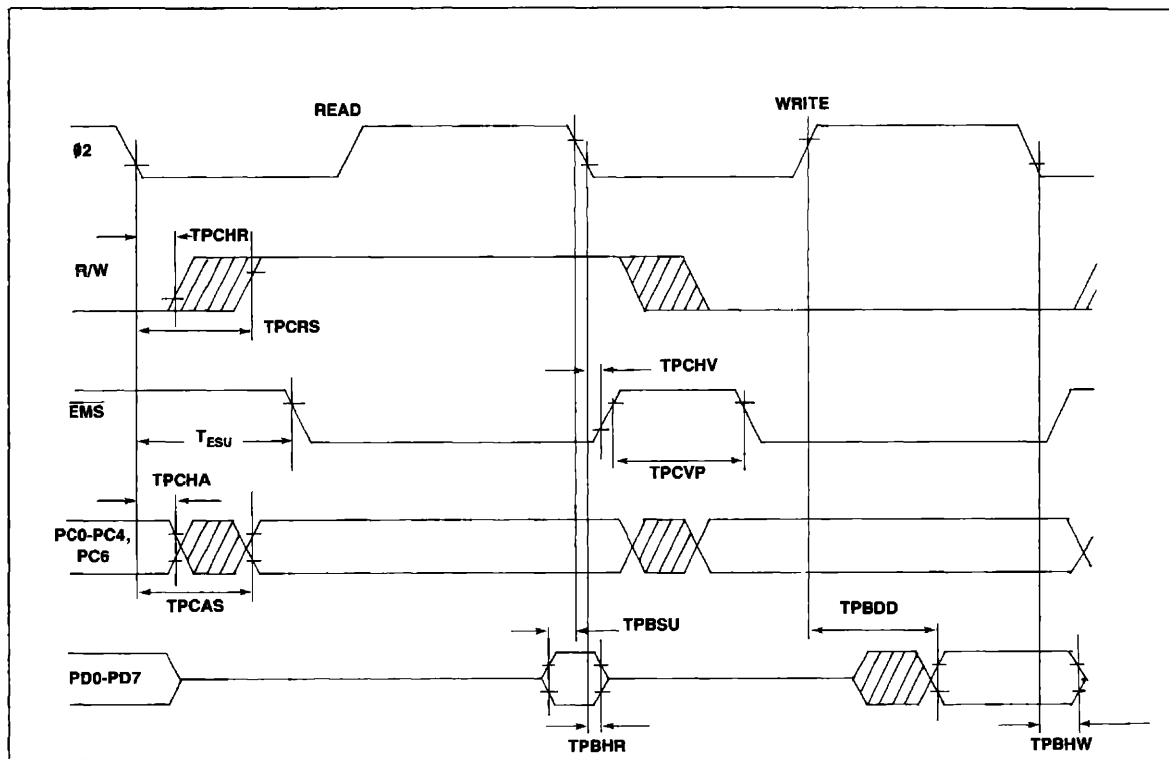 READ
WRITE
Ø2
TPCHR
R/W
TPCRS
TPCHV
EMS
TESU
TPCVP
TPCHA
PC0-PC4,
PC6
TPCAS
TPBDD
TPBSU
PD0-PD7
TPBHR
TPBHW